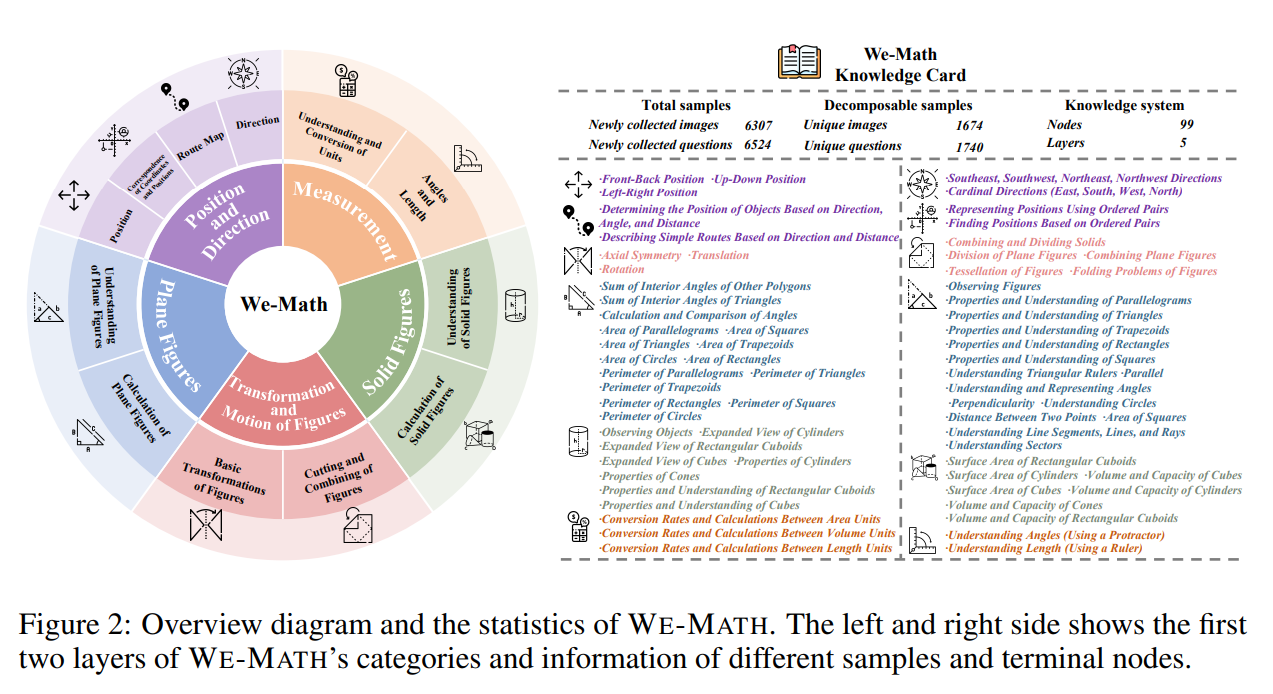 Direction
Route Map
Correspondence
of Coordinates
and Positions
Position
Understanding and
Conversion of
Units
Angles
and
Length
Position
and
Direction
Measurement
We-Math
Understanding
of Plane Figures
Plane Figures
Calculation of
Plane Figures
Understanding
of Solid Figures
Solid Figures
Calculation of
Solid Figures
Transformation
and
Motion of Figures
Basic
Transformations
of Figures
Cutting and
Combining of
Figures
We-Math
Knowledge Card
Total samples
Newly collected images 6307
Newly collected questions 6524
Decomposable samples
Unique images 1674
Unique questions 1740
Knowledge system
Nodes 99
Layers 5
·Front-Back Position ·Up-Down Position
·Left-Right Position
·Determining the Position of Objects Based on Direction,
Angle, and Distance
·Describing Simple Routes Based on Direction and Distance
·Axial Symmetry ·Translation
·Rotation
·Sum of Interior Angles of Other Polygons
·Sum of Interior Angles of Triangles
·Calculation and Comparison of Angles
·Area of Parallelograms ·Area of Squares
·Area of Triangles ·Area of Trapezoids
·Area of Circles ·Area of Rectangles
·Perimeter of Parallelograms ·Perimeter of Triangles
·Perimeter of Trapezoids
·Perimeter of Rectangles ·Perimeter of Squares
·Perimeter of Circles
·Observing Objects ·Expanded View of Cylinders
·Expanded View of Rectangular Cuboids
·Expanded View of Cubes ·Properties of Cylinders
·Properties of Cones
·Properties and Understanding of Rectangular Cuboids
·Properties and Understanding of Cubes
·Conversion Rates and Calculations Between Area Units
·Conversion Rates and Calculations Between Volume Units
·Conversion Rates and Calculations Between Length Units
·Southeast, Southwest, Northeast, Northwest Directions
·Cardinal Directions (East, South, West, North)
·Representing Positions Using Ordered Pairs
·Finding Positions Based on Ordered Pairs
·Combining and Dividing Solids
·Division of Plane Figures ·Combining Plane Figures
·Tessellation of Figures ·Folding Problems of Figures
·Observing Figures
·Properties and Understanding of Parallelograms
·Properties and Understanding of Triangles
·Properties and Understanding of Trapezoids
·Properties and Understanding of Rectangles
·Properties and Understanding of Squares
·Understanding Triangular Rulers ·Parallel
·Understanding and Representing Angles
·Perpendicularity ·Understanding Circles
·Distance Between Two Points ·Area of Squares
·Understanding Line Segments, Lines, and Rays
·Understanding Sectors
·Surface Area of Rectangular Cuboids
·Surface Area of Cylinders ·Volume and Capacity of Cubes
·Surface Area of Cubes ·Volume and Capacity of Cylinders
·Volume and Capacity of Cones
·Volume and Capacity of Rectangular Cuboids
·Understanding Angles (Using a Protractor)
·Understanding Length (Using a Ruler)
Figure 2: Overview diagram and the statistics of WE-MATH. The left and right side shows the first
two layers of WE-MATH's categories and information of different samples and terminal nodes.